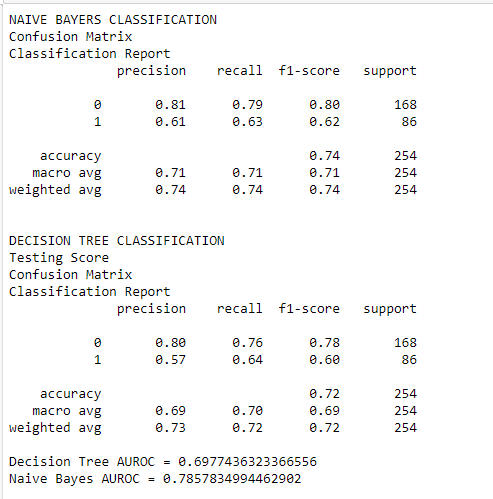 NAIVE BAYERS CLASSIFICATION
Confusion Matrix
Classification Report
precision recall f1-score support
0 0.81 0.79 0.80 168
1 0.61 0.63 0.62 86
accuracy 0.74 254
macro avg 0.71 0.71 0.71 254
weighted avg 0.74 0.74 0.74 254
DECISION TREE CLASSIFICATION
Testing Score
Confusion Matrix
Classification Report
precision recall f1-score support
0 0.80 0.76 0.78 168
1 0.57 0.64 0.60 86
accuracy 0.72 254
macro avg 0.69 0.70 0.69 254
weighted avg 0.73 0.72 0.72 254
Decision Tree AUROC = 0.6977436323366556
Naive Bayes AUROC = 0.7857834994462902